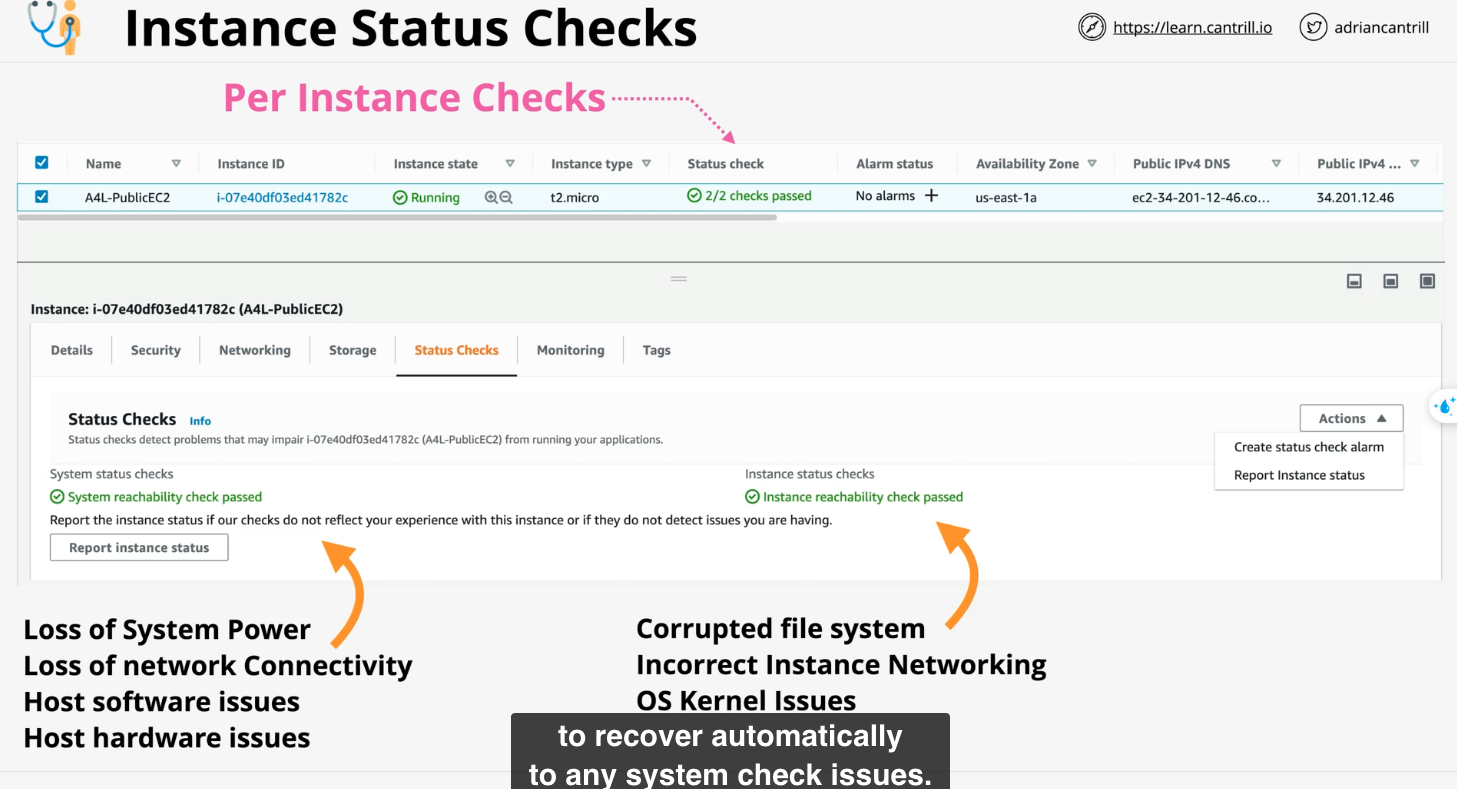 Instance Status Checks
https://learn.cantrill.io
adriancantrill
Per Instance Checks
Name Instance ID Instance state Instance type Status check Alarm status Availability Zone Public IPv4 DNS Public IPv4 ...
A4L-PublicEC2 i-07e40df03ed41782c Running t2.micro 2/2 checks passed No alarms + us-east-1a ec2-34-201-12-46.co... 34.201.12.46
Instance: i-07e40df03ed41782c (A4L-PublicEC2)
Details Security Networking Storage Status Checks Monitoring Tags
Status Checks Info
Actions
Status checks detect problems that may impair i-07e40df03ed41782c (A4L-PublicEC2) from running your applications.
Create status check alarm
Report Instance status
System status checks
Instance status checks
System reachability check passed
Instance reachability check passed
Report the instance status if our checks do not reflect your experience with this instance or if they do not detect issues you are having.
Report instance status
Loss of System Power
Loss of network Connectivity
Host software issues
Host hardware issues
Corrupted file system
Incorrect Instance Networking
OS Kernel Issues
to recover automatically
to any system check issues.